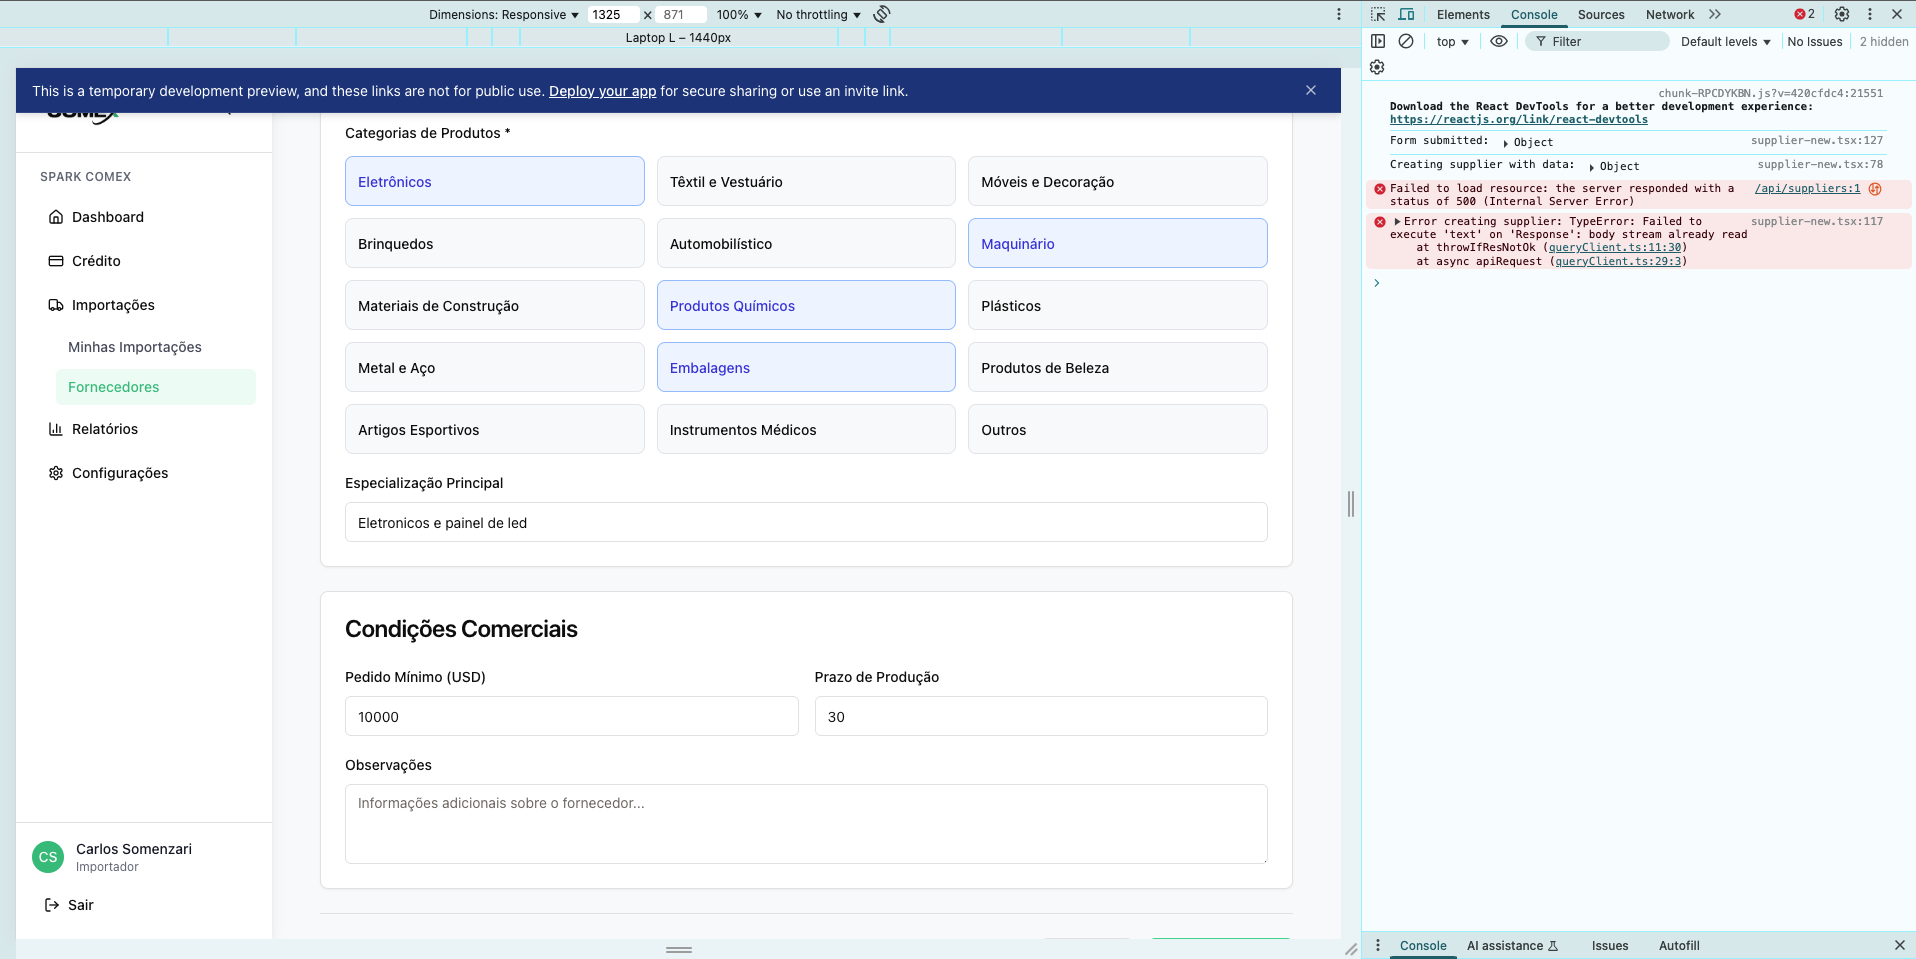 Dimensions: Responsive 1325 × 871 100% No throttling
Laptop L – 1440px
This is a temporary development preview, and these links are not for public use. Deploy your app for secure sharing or use an invite link.
COMEX
SPARK COMEX
Dashboard
Crédito
Importações
Minhas Importações
Fornecedores
Relatórios
Configurações
CS Carlos Somenzari
Importador
Sair
Categorias de Produtos *
Eletrônicos Têxtil e Vestuário Móveis e Decoração
Brinquedos Automobilístico Maquinário
Materiais de Construção Produtos Químicos Plásticos
Metal e Aço Embalagens Produtos de Beleza
Artigos Esportivos Instrumentos Médicos Outros
Especialização Principal
Eletronicos e painel de led
Condições Comerciais
Pedido Mínimo (USD) Prazo de Produção
10000 30
Observações
Informações adicionais sobre o fornecedor...
Elements Console Sources Network 2
top Filter Default levels No Issues 2 hidden
chunk-RPCDYKBN.js?v=420cfdc4:21551
Download the React DevTools for a better development experience:
https://reactjs.org/link/react-devtools
Form submitted: Object supplier-new.tsx:127
Creating supplier with data: Object supplier-new.tsx:78
Failed to load resource: the server responded with a /api/suppliers:1
status of 500 (Internal Server Error)
Error creating supplier: TypeError: Failed to supplier-new.tsx:117
execute 'text' on 'Response': body stream already read
at throwIfResNotOk (queryClient.ts:11:30)
at async apiRequest (queryClient.ts:29:3)
Console AI assistance Issues Autofill